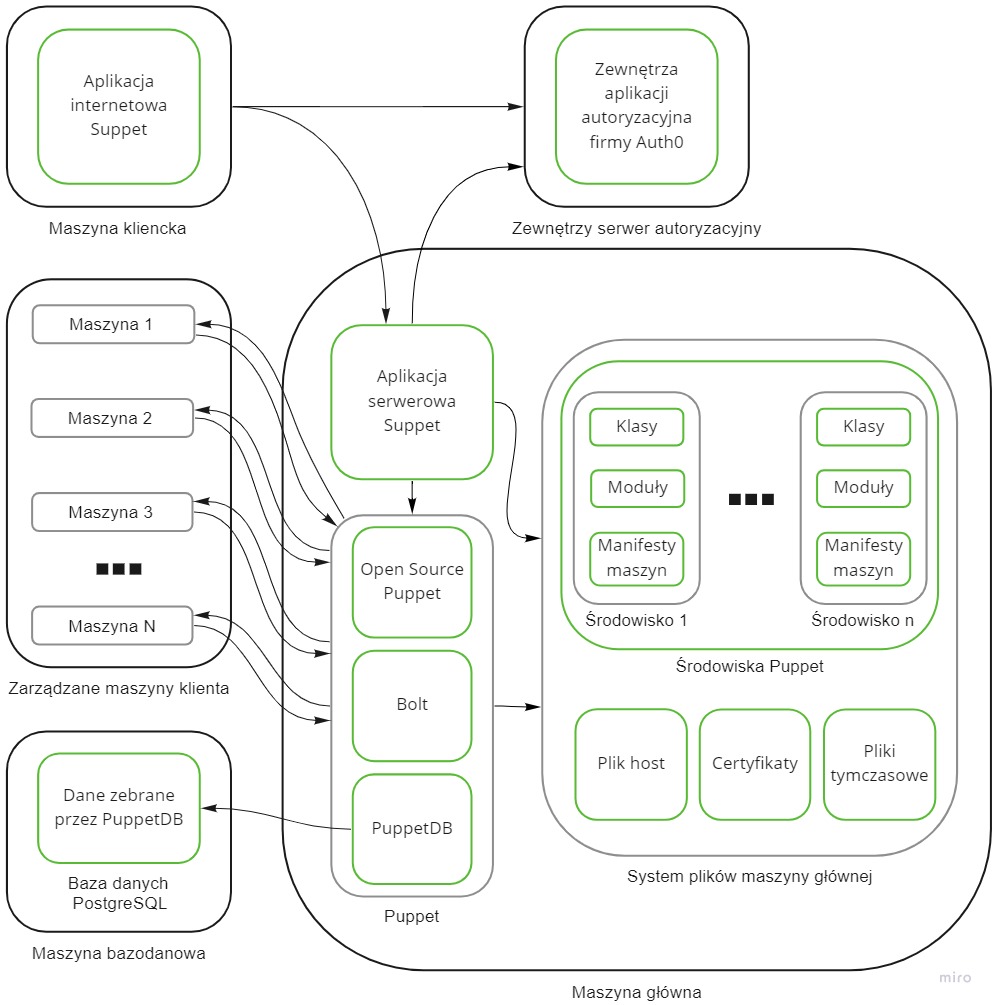 Aplikacja
internetowa
Suppet
Maszyna kliencka
Zewnętrza
aplikacji
autoryzacyjna
firmy Auth0
Zewnętrzy serwer autoryzacyjny
Maszyna 1
Maszyna 2
Maszyna 3
Maszyna N
Zarządzane maszyny klienta
Dane zebrane
przez PuppetDB
Baza danych
PostgreSQL
Maszyna bazodanowa
Aplikacja
serwerowa
Suppet
Open Source
Puppet
Bolt
PuppetDB
Puppet
Klasy
Moduły
Manifesty
maszyn
Środowisko 1
Klasy
Moduły
Manifesty
maszyn
Środowisko n
Środowiska Puppet
Plik host
Certyfikaty
Pliki
tymczasowe
System plików maszyny głównej
Maszyna główna
miro